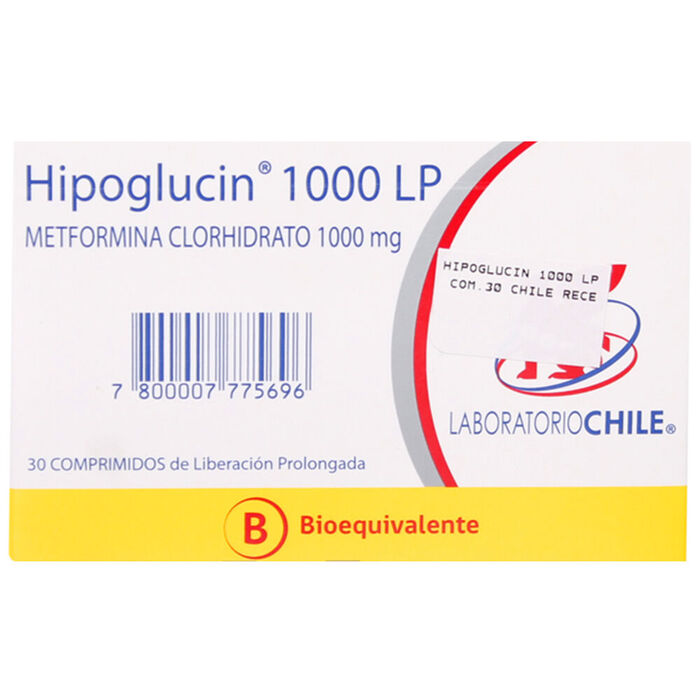 Hipoglucin® 1000 LP
METFORMINA CLORHIDRATO 1000 mg
HIPOGLUCIN 1000 LP
COM.30 CHILE RECE
7 800007 775696
LABORATORIOCHILE®
30 COMPRIMIDOS de Liberación Prolongada
B Bioequivalente